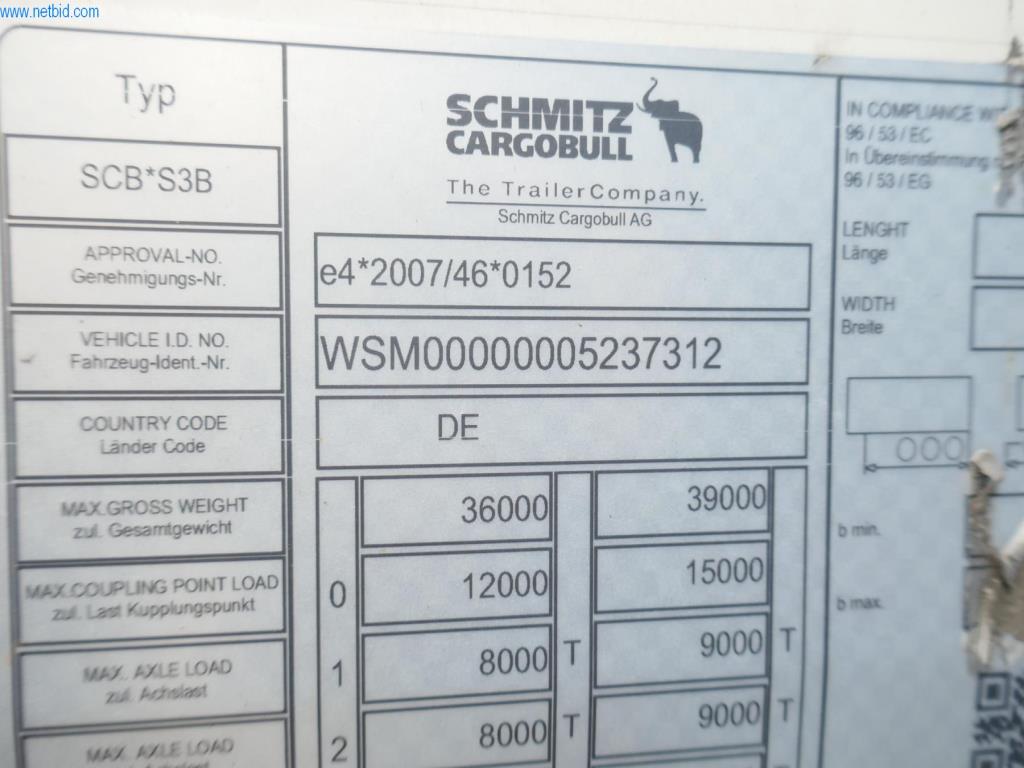 www.netbid.com
Typ
SCB*S3B
SCHMITZ
CARGOBULL
The Trailer Company.
Schmitz Cargobull AG
APPROVAL-NO.
Genehmigungs-Nr.
e4*2007/46*0152
VEHICLE I.D. NO.
Fahrzeug-Ident.-Nr.
WSM00000005237312
COUNTRY CODE
Länder Code
DE
MAX.GROSS WEIGHT
zul. Gesamtgewicht
36000 39000
MAX.COUPLING POINT LOAD
zul. Last Kupplungspunkt
0 12000 15000
MAX. AXLE LOAD
zul. Achslast
1 8000 T 9000 T
MAX. AXLE LOAD
2 8000 T 9000 T
IN COMPLIANCE
96 / 53 / EC
In Übereinstimmung
96 / 53 / EG
LENGHT
Länge
WIDTH
Breite
b min.
b max.